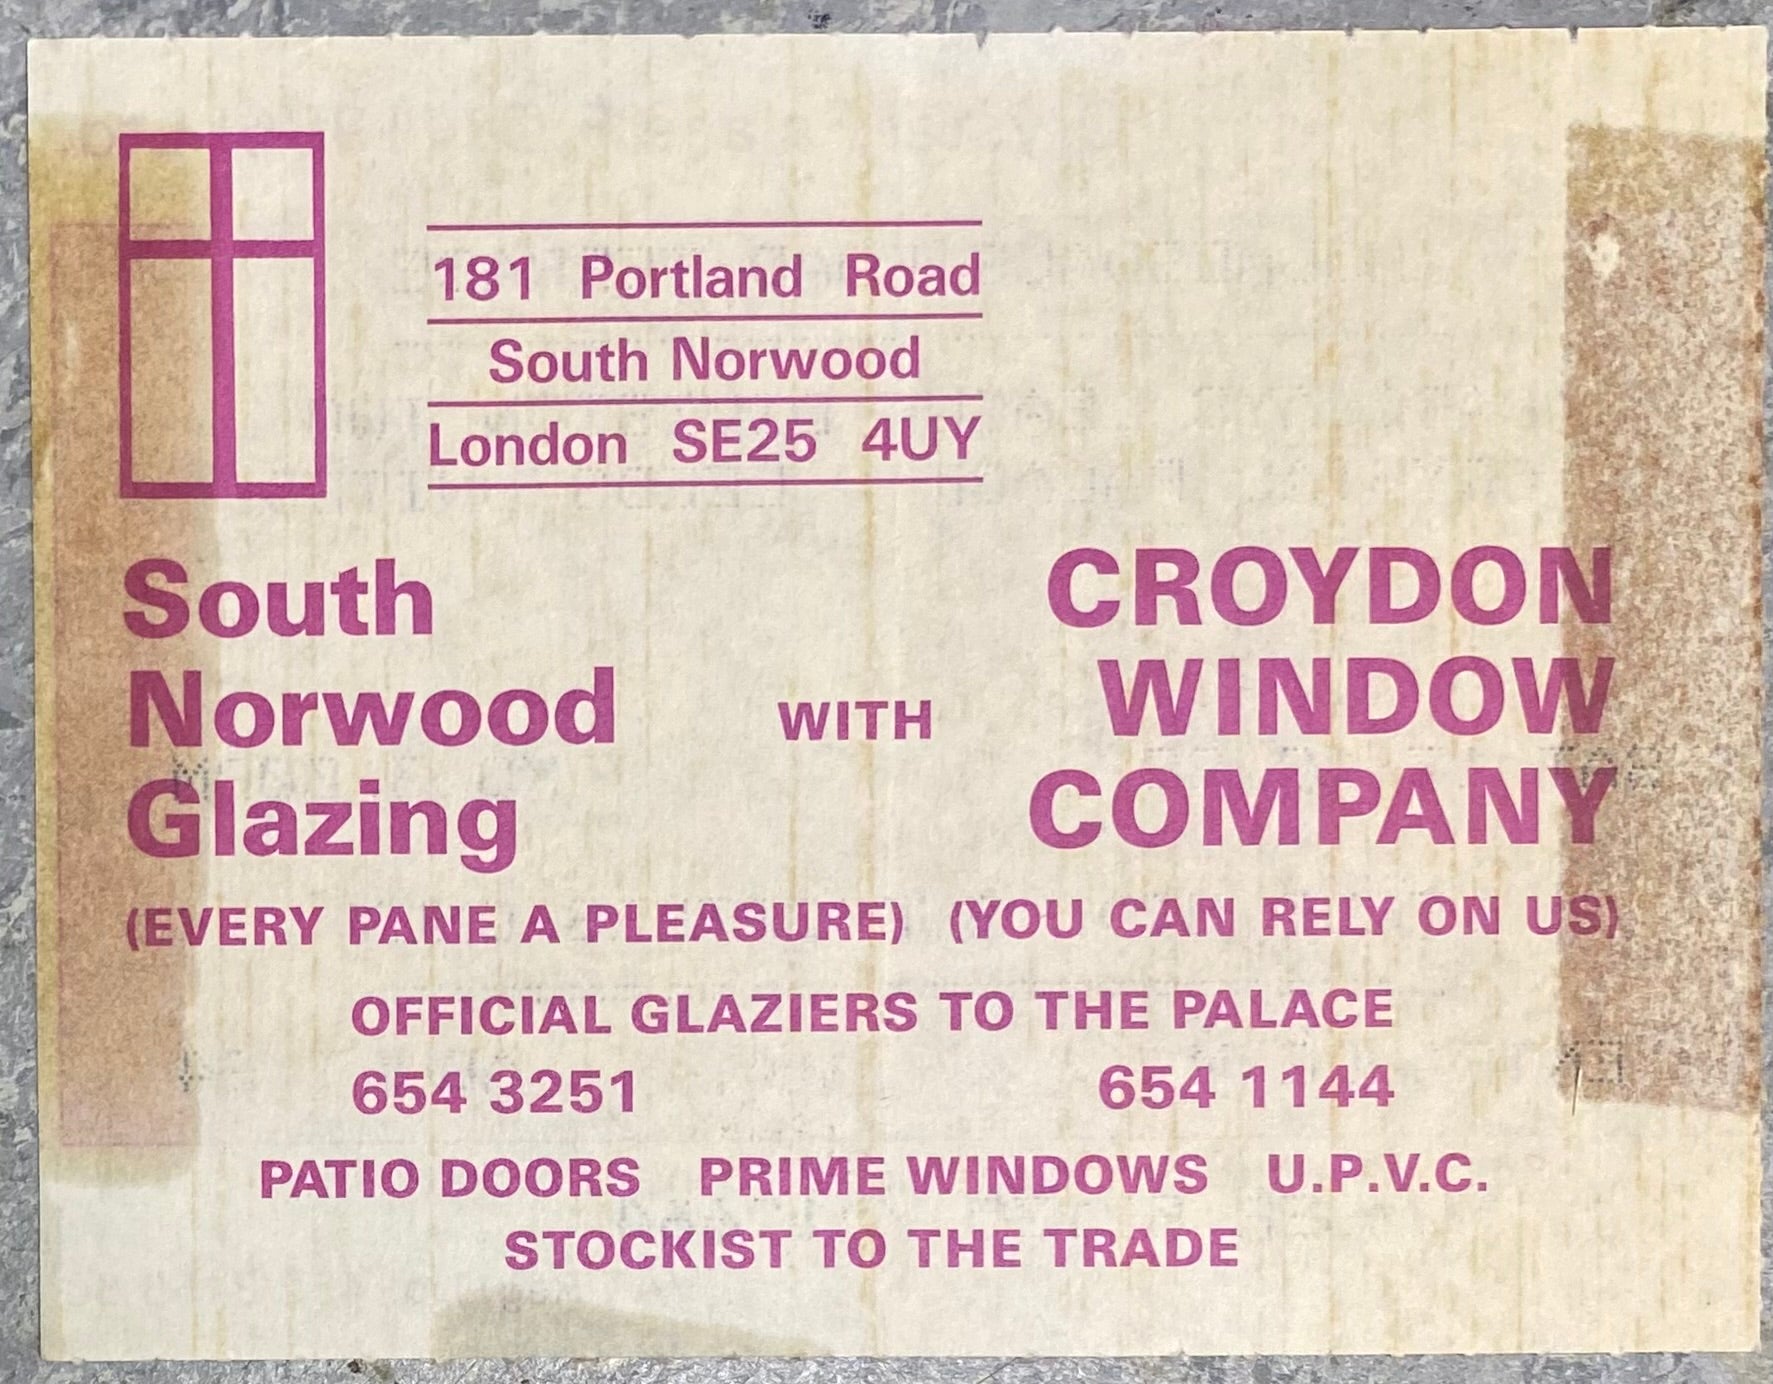 181 Portland Road
South Norwood
London SE25 4UY
South
Norwood
Glazing
WITH
CROYDON
WINDOW
COMPANY
(EVERY PANE A PLEASURE) (YOU CAN RELY ON US)
OFFICIAL GLAZIERS TO THE PALACE
654 3251 654 1144
PATIO DOORS PRIME WINDOWS U.P.V.C.
STOCKIST TO THE TRADE